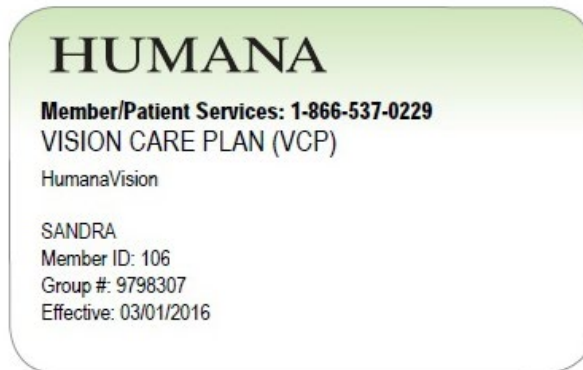 HUMANA
Member/Patient Services: 1-866-537-0229
VISION CARE PLAN (VCP)
HumanaVision
SANDRA
Member ID: 106
Group #: 9798307
Effective: 03/01/2016